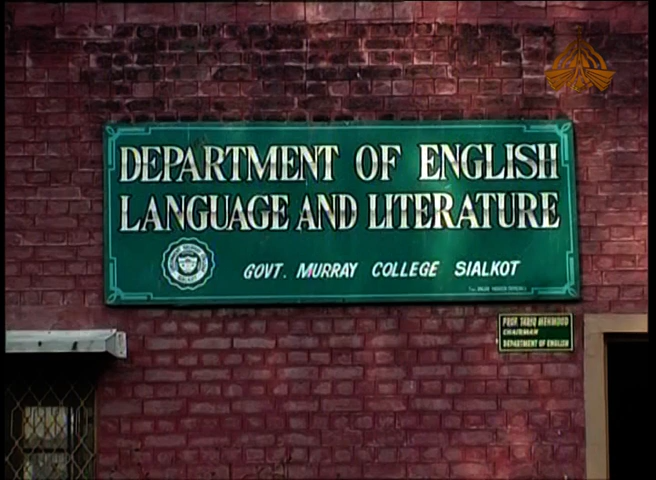 DEPARTMENT OF ENGLISH
LANGUAGE AND LITERATURE
GOVT. MURRAY COLLEGE SIALKOT
PROF. TARIQ MEHMOOD
CHAIRMAN
DEPARTMENT OF ENGLISH